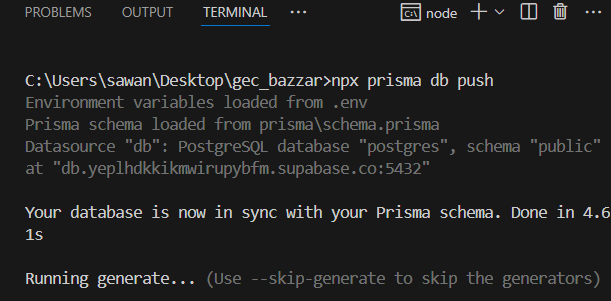 PROBLEMS OUTPUT TERMINAL ... node
C:\Users\sawan\Desktop\gec_bazzar>npx prisma db push
Environment variables loaded from .env
Prisma schema loaded from prisma\schema.prisma
Datasource "db": PostgreSQL database "postgres", schema "public"
at "db.yeplhdkkikmwirupybfm.supabase.co:5432"
Your database is now in sync with your Prisma schema. Done in 4.6
1s
Running generate... (Use --skip-generate to skip the generators)